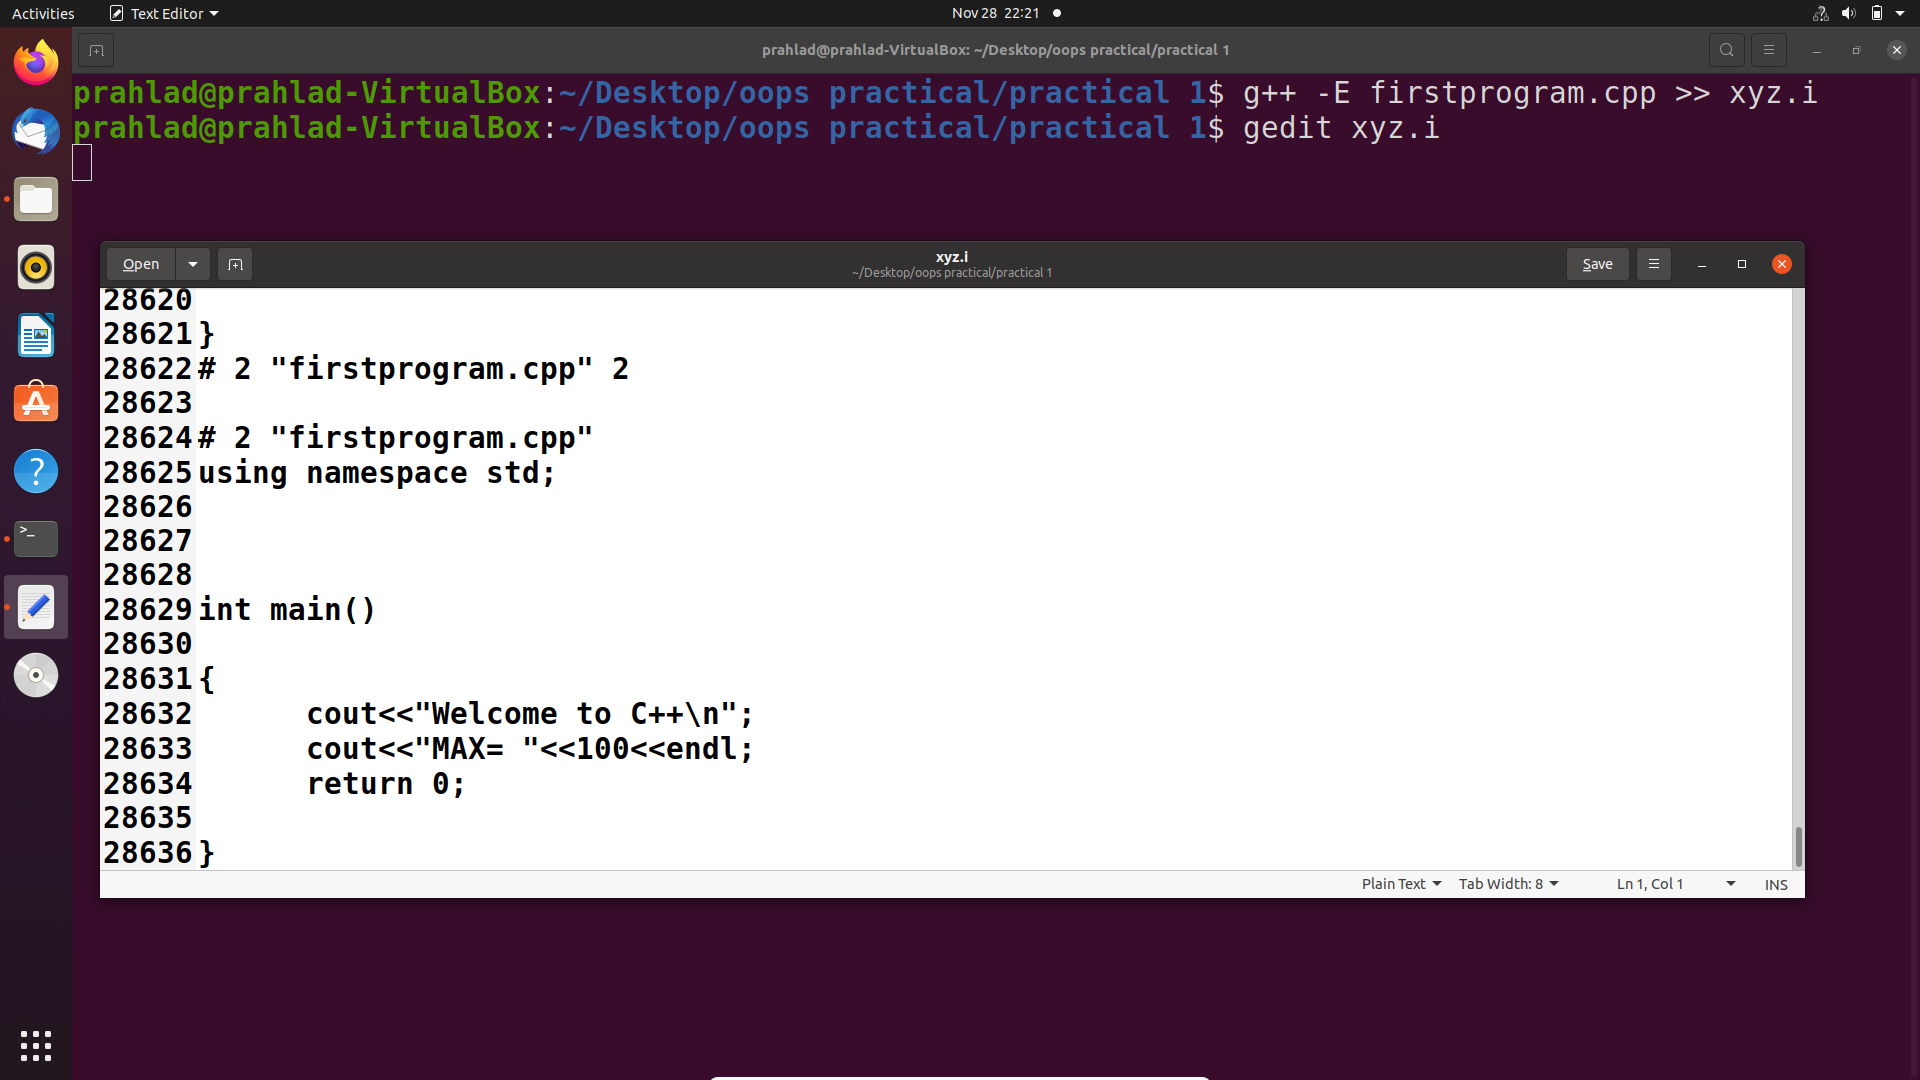 Activities
Text Editor
Nov 28 22:21
prahlad@prahlad-VirtualBox: ~/Desktop/oops practical/practical 1
prahlad@prahlad-VirtualBox:~/Desktop/oops practical/practical 1$ g++ -E firstprogram.cpp >> xyz.i
prahlad@prahlad-VirtualBox:~/Desktop/oops practical/practical 1$ gedit xyz.i
Open
xyz.i
~/Desktop/oops practical/practical 1
Save
28620
28621 }
28622 # 2 "firstprogram.cpp" 2
28623
28624 # 2 "firstprogram.cpp"
28625 using namespace std;
28626
28627
28628
28629 int main()
28630
28631 {
28632 cout<<"Welcome to C++\n";
28633 cout<<"MAX= "<<100<<endl;
28634 return 0;
28635
28636 }
Plain Text
Tab Width: 8
Ln 1, Col 1
INS